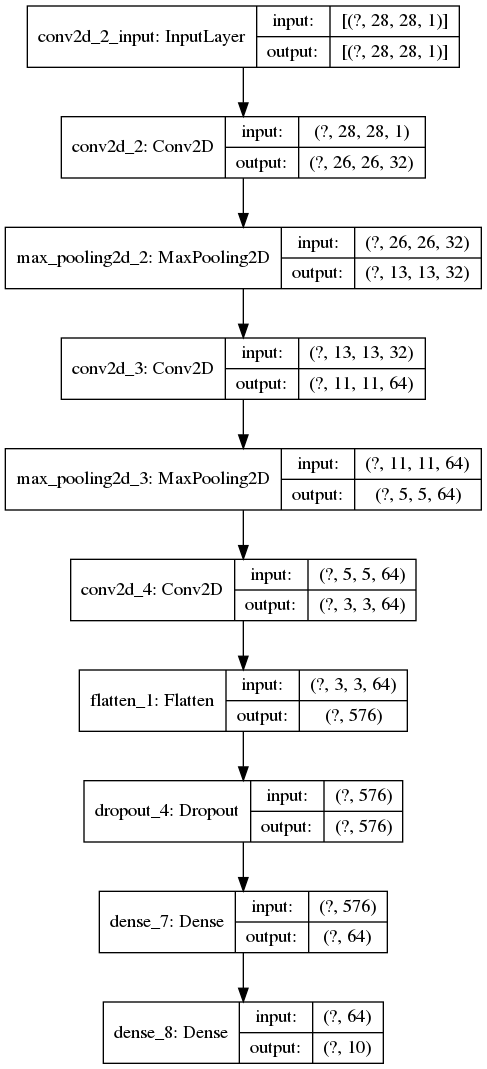 conv2d_2_input: InputLayer
input: [(?, 28, 28, 1)]
output: [(?, 28, 28, 1)]
conv2d_2: Conv2D
input: (?, 28, 28, 1)
output: (?, 26, 26, 32)
max_pooling2d_2: MaxPooling2D
input: (?, 26, 26, 32)
output: (?, 13, 13, 32)
conv2d_3: Conv2D
input: (?, 13, 13, 32)
output: (?, 11, 11, 64)
max_pooling2d_3: MaxPooling2D
input: (?, 11, 11, 64)
output: (?, 5, 5, 64)
conv2d_4: Conv2D
input: (?, 5, 5, 64)
output: (?, 3, 3, 64)
flatten_1: Flatten
input: (?, 3, 3, 64)
output: (?, 576)
dropout_4: Dropout
input: (?, 576)
output: (?, 576)
dense_7: Dense
input: (?, 576)
output: (?, 64)
dense_8: Dense
input: (?, 64)
output: (?, 10)